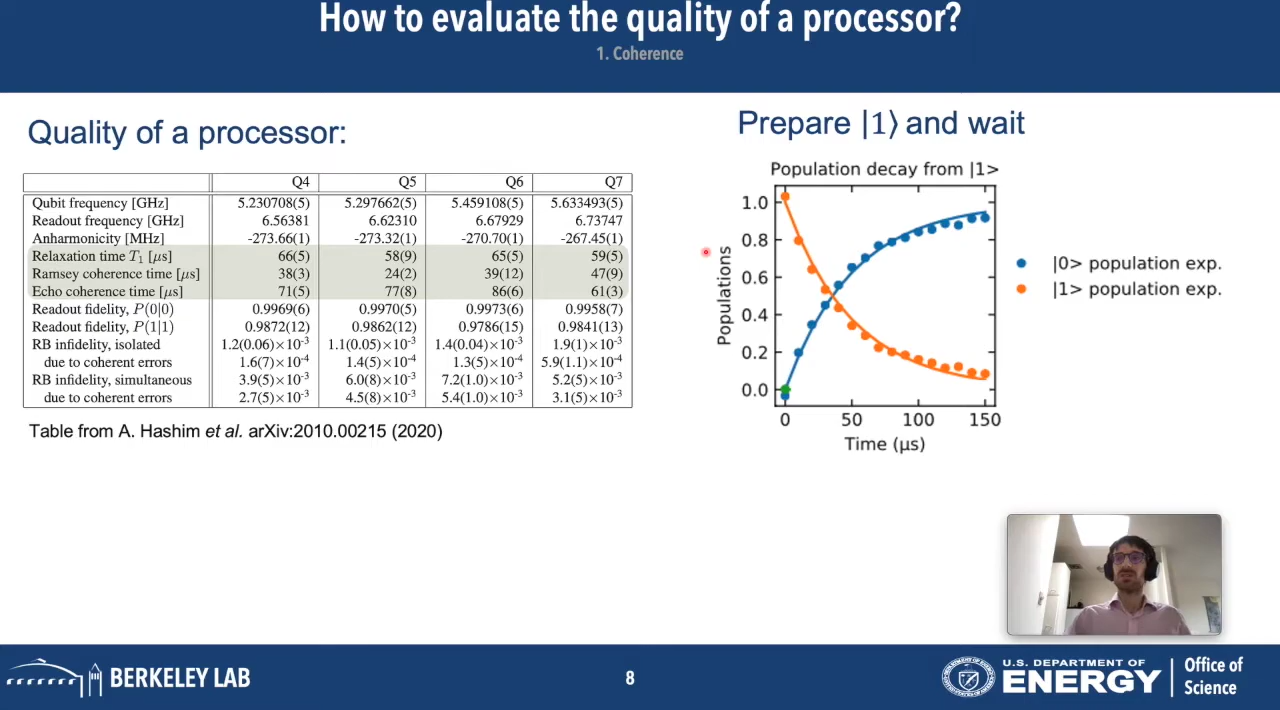 How to evaluate the quality of a processor?
1. Coherence
Quality of a processor:
Q4 Q5 Q6 Q7
Qubit frequency [GHz] 5.230708(5) 5.297662(5) 5.459108(5) 5.633493(5)
Readout frequency [GHz] 6.56381 6.62310 6.67929 6.73747
Anharmonicity [MHz] -273.66(1) -273.32(1) -270.70(1) -267.45(1)
Relaxation time T₁ [μs] 66(5) 58(9) 65(5) 59(5)
Ramsey coherence time [μs] 38(3) 24(2) 39(12) 47(9)
Echo coherence time [μs] 71(5) 77(8) 86(6) 61(3)
Readout fidelity, P(0|0) 0.9969(6) 0.9970(5) 0.9973(6) 0.9958(7)
Readout fidelity, P(1|1) 0.9872(12) 0.9862(12) 0.9786(15) 0.9841(13)
RB infidelity, isolated 1.2(0.06)×10⁻³ 1.1(0.05)×10⁻³ 1.4(0.04)×10⁻³ 1.9(1)×10⁻³
due to coherent errors 1.6(7)×10⁻⁴ 1.4(5)×10⁻⁴ 1.3(5)×10⁻⁴ 5.9(1.1)×10⁻⁴
RB infidelity, simultaneous 3.9(5)×10⁻³ 6.0(8)×10⁻³ 7.2(1.0)×10⁻³ 5.2(5)×10⁻³
due to coherent errors 2.7(5)×10⁻³ 4.5(8)×10⁻³ 5.4(1.0)×10⁻³ 3.1(5)×10⁻³
Table from A. Hashim et al. arXiv:2010.00215 (2020)
Prepare |1⟩ and wait
Population decay from |1>
1.0
0.8
0.6
0.4
0.2
0.0
Populations
0 50 100 150
Time (μs)
|0> population exp.
|1> population exp.
BERKELEY LAB
8
U.S. DEPARTMENT OF
ENERGY
Office of
Science